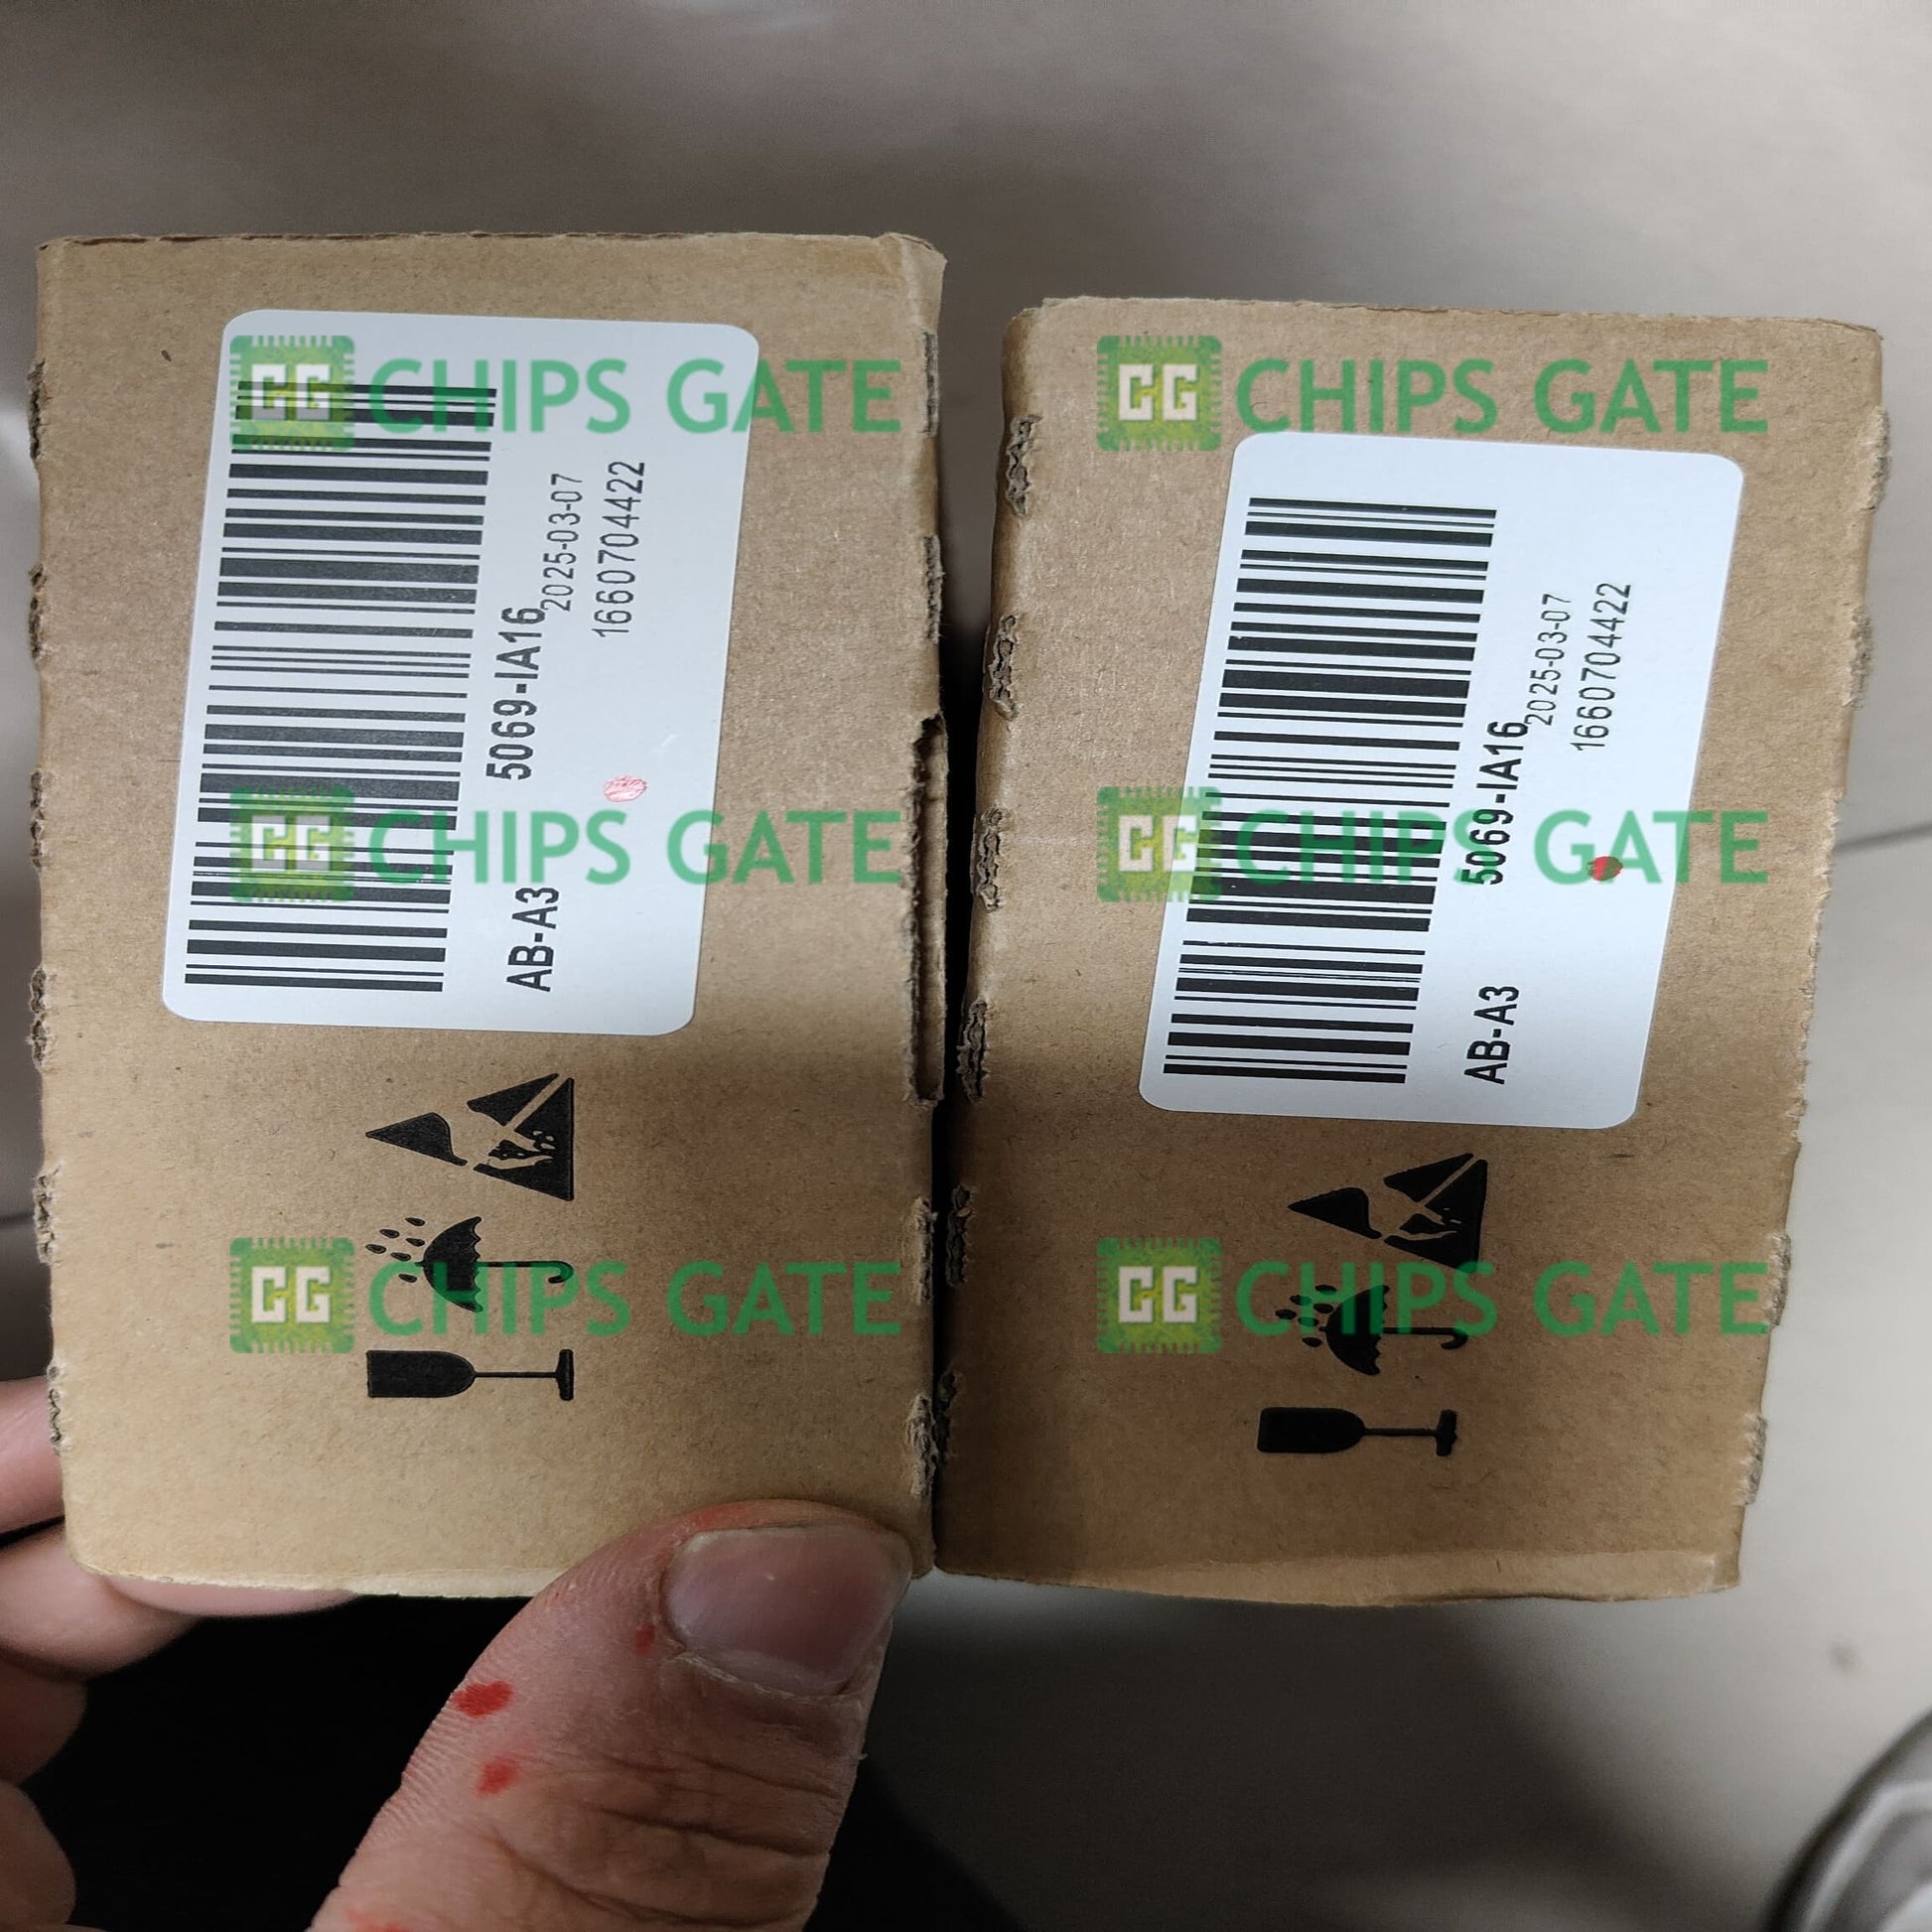 CG CHIPS GATE
CG CHIPS GATE
CG CHIPS GATE
CG CHIPS GATE
CG CHIPS GATE
CG CHIPS GATE
AB-A3 5069-IA16
2025-03-07
1660704422
AB-A3 5069-IA16
2025-03-07
1660704422